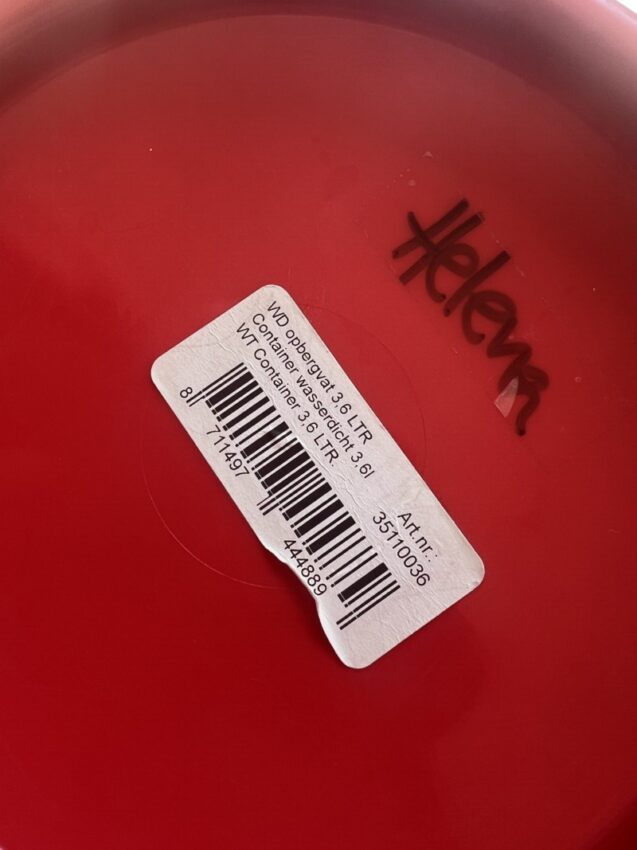 Helena
WD opbergvat 3,6 LTR
Container wasserdicht 3,6l
WT Container 3,6 LTR.
Art.nr.:
35110036
8 711497 444889